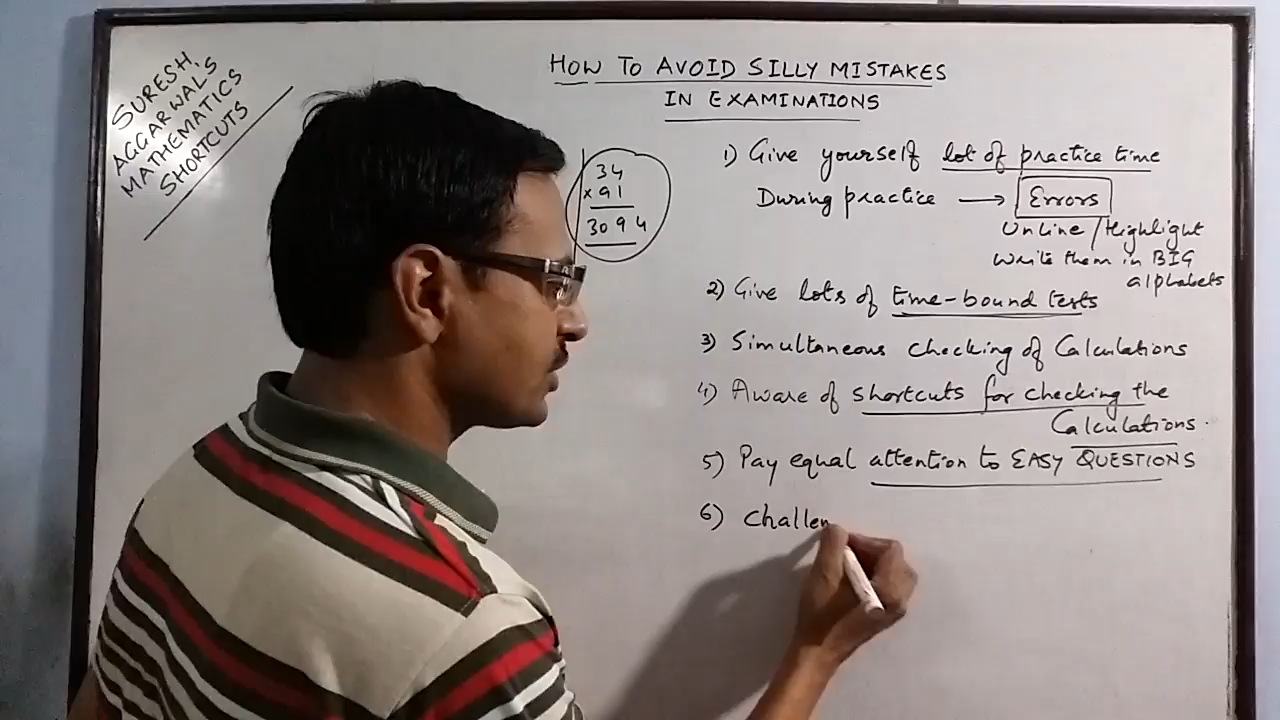 SURESH.
AGGARWAL'S
MATHEMATICS
SHORTCUTS
HOW TO AVOID SILLY MISTAKES
IN EXAMINATIONS
34
×91
3094
1) Give yourself lot of practice time
During practice → Errors
UnLine/Highlight
Write them in BIG
alphabets
2) Give lots of time-bound tests
3) Simultaneous checking of Calculations
4) Aware of shortcuts for checking the
Calculations.
5) Pay equal attention to EASY QUESTIONS
6) Challen